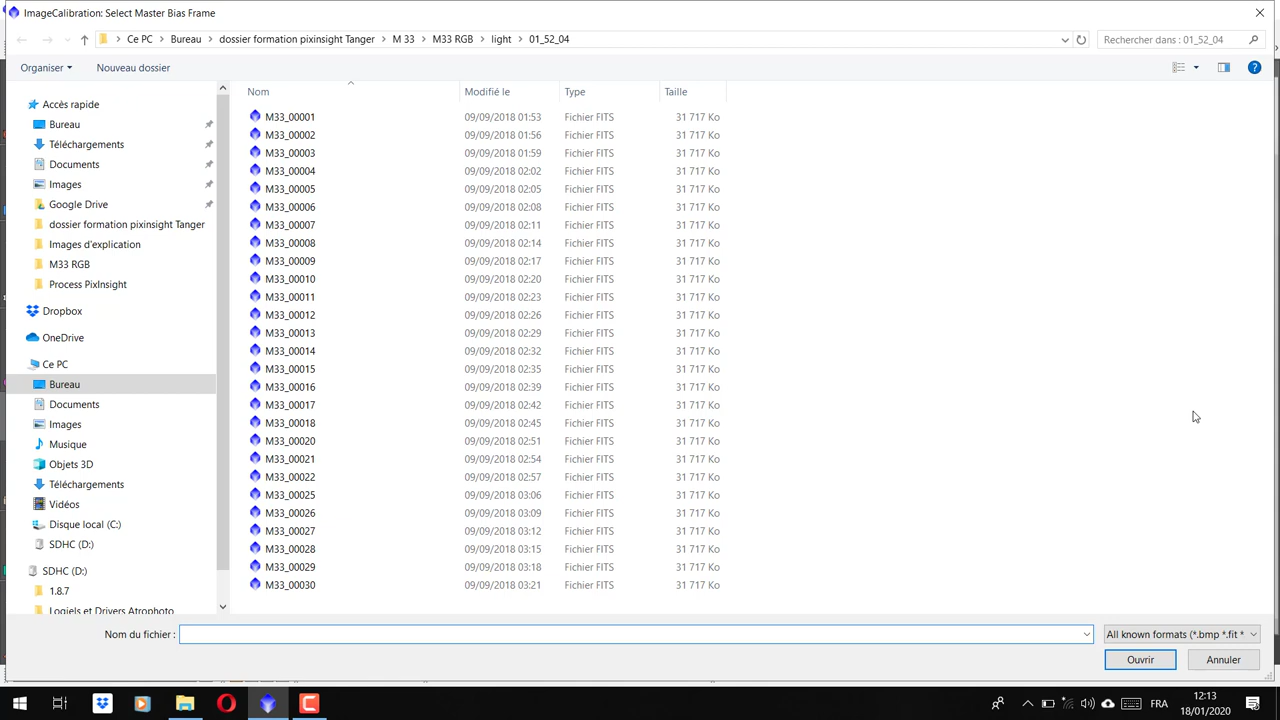 ImageCalibration: Select Master Bias Frame
Ce PC > Bureau > dossier formation pixinsight Tanger > M 33 > M33 RGB > light > 01_52_04
Rechercher dans : 01_52_04
Organiser
Nouveau dossier
Nom Modifié le Type Taille
Accès rapide
Bureau
Téléchargements
Documents
Images
Google Drive
dossier formation pixinsight Tanger
Images d'explication
M33 RGB
Process PixInsight
Dropbox
OneDrive
Ce PC
Bureau
Documents
Images
Musique
Objets 3D
Téléchargements
Vidéos
Disque local (C:)
SDHC (D:)
SDHC (D:)
1.8.7
Logiels et Drivers Atrophoto
M33_00001 09/09/2018 01:53 Fichier FITS 31 717 Ko
M33_00002 09/09/2018 01:56 Fichier FITS 31 717 Ko
M33_00003 09/09/2018 01:59 Fichier FITS 31 717 Ko
M33_00004 09/09/2018 02:02 Fichier FITS 31 717 Ko
M33_00005 09/09/2018 02:05 Fichier FITS 31 717 Ko
M33_00006 09/09/2018 02:08 Fichier FITS 31 717 Ko
M33_00007 09/09/2018 02:11 Fichier FITS 31 717 Ko
M33_00008 09/09/2018 02:14 Fichier FITS 31 717 Ko
M33_00009 09/09/2018 02:17 Fichier FITS 31 717 Ko
M33_00010 09/09/2018 02:20 Fichier FITS 31 717 Ko
M33_00011 09/09/2018 02:23 Fichier FITS 31 717 Ko
M33_00012 09/09/2018 02:26 Fichier FITS 31 717 Ko
M33_00013 09/09/2018 02:29 Fichier FITS 31 717 Ko
M33_00014 09/09/2018 02:32 Fichier FITS 31 717 Ko
M33_00015 09/09/2018 02:35 Fichier FITS 31 717 Ko
M33_00016 09/09/2018 02:39 Fichier FITS 31 717 Ko
M33_00017 09/09/2018 02:42 Fichier FITS 31 717 Ko
M33_00018 09/09/2018 02:45 Fichier FITS 31 717 Ko
M33_00020 09/09/2018 02:51 Fichier FITS 31 717 Ko
M33_00021 09/09/2018 02:54 Fichier FITS 31 717 Ko
M33_00022 09/09/2018 02:57 Fichier FITS 31 717 Ko
M33_00025 09/09/2018 03:06 Fichier FITS 31 717 Ko
M33_00026 09/09/2018 03:09 Fichier FITS 31 717 Ko
M33_00027 09/09/2018 03:12 Fichier FITS 31 717 Ko
M33_00028 09/09/2018 03:15 Fichier FITS 31 717 Ko
M33_00029 09/09/2018 03:18 Fichier FITS 31 717 Ko
M33_00030 09/09/2018 03:21 Fichier FITS 31 717 Ko
Nom du fichier :
All known formats (*.bmp *.fit *
Ouvrir
Annuler
FRA
12:13
18/01/2020